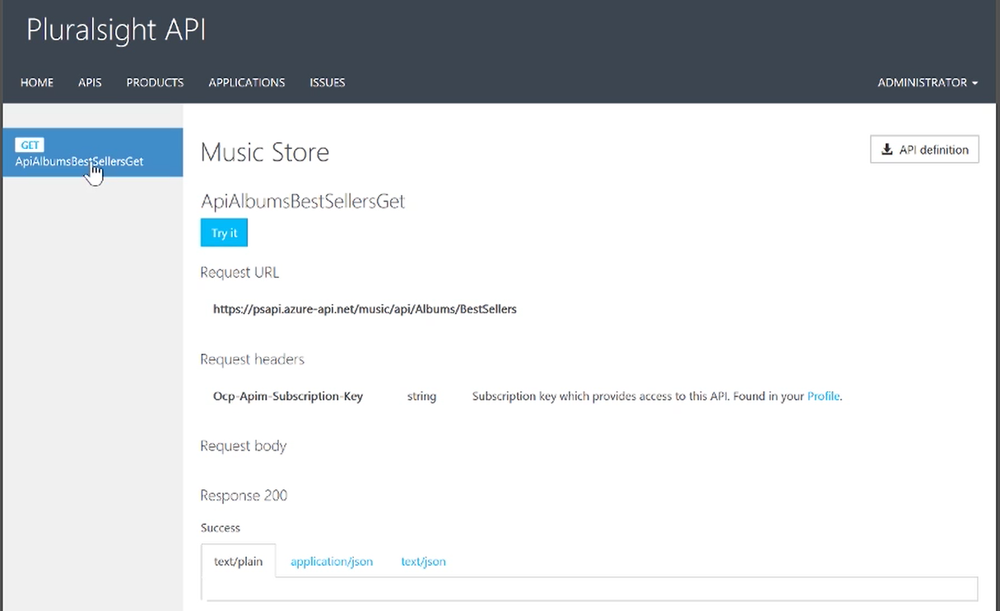 Pluralsight API
HOME APIS PRODUCTS APPLICATIONS ISSUES ADMINISTRATOR
GET
ApiAlbumsBestSellersGet
Music Store
API definition
ApiAlbumsBestSellersGet
Try it
Request URL
https://psapi.azure-api.net/music/api/Albums/BestSellers
Request headers
Ocp-Apim-Subscription-Key string Subscription key which provides access to this API. Found in your Profile.
Request body
Response 200
Success
text/plain application/json text/json